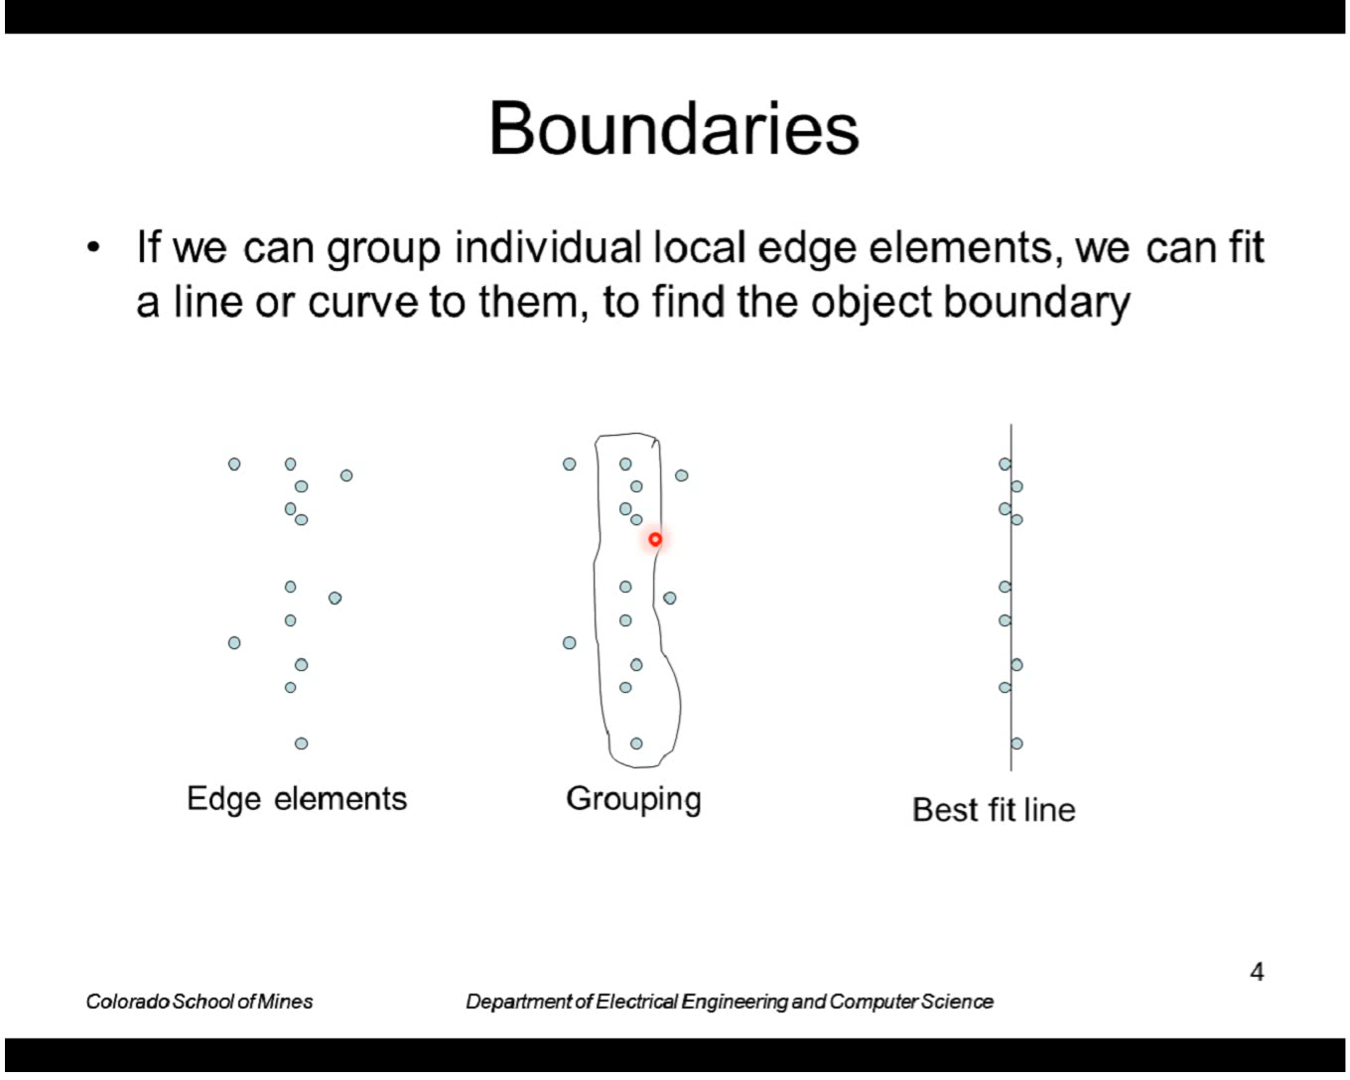 Boundaries
• If we can group individual local edge elements, we can fit
a line or curve to them, to find the object boundary
Edge elements
Grouping
Best fit line
4
Colorado School of Mines
Department of Electrical Engineering and Computer Science